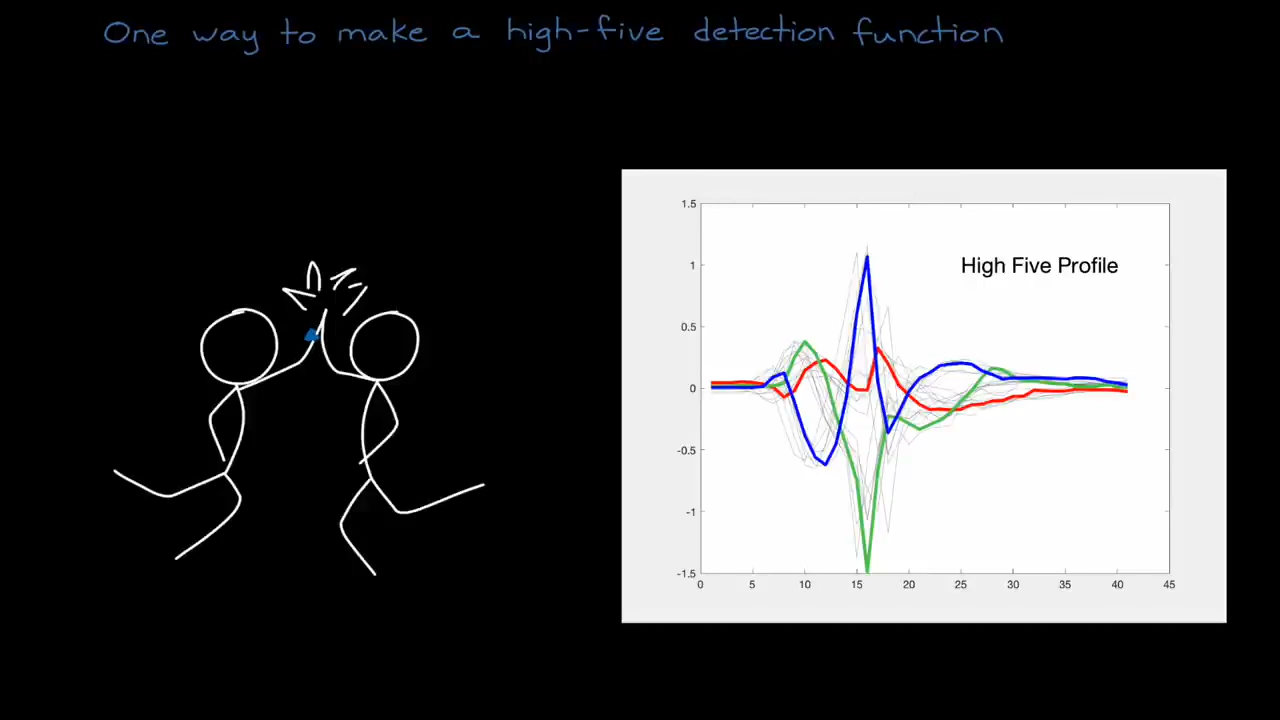 One way to make a high-five detection function
High Five Profile
1.5
1
0.5
0
-0.5
-1
-1.5
0 5 10 15 20 25 30 35 40 45